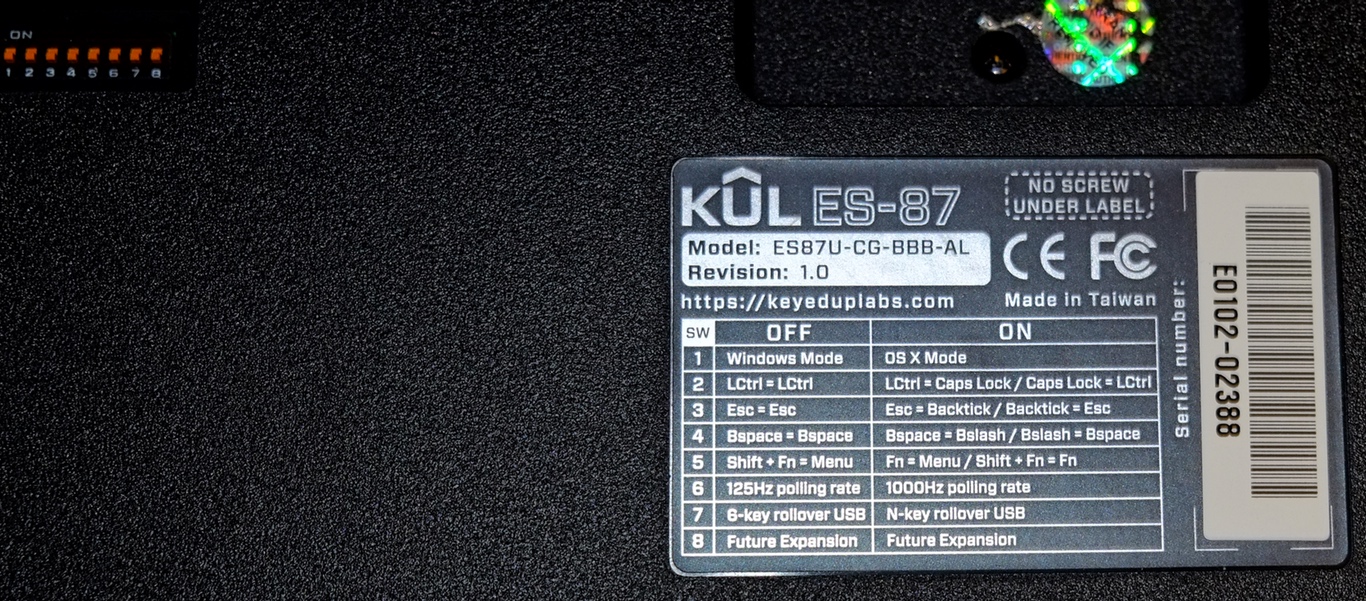 ON
1 2 3 4 5 6 7 8
KÛL ES-87
NO SCREW
UNDER LABEL
Model: ES87U-CG-BBB-AL
Revision: 1.0
CE FC
https://keyeduplabs.com
Made in Taiwan
SW OFF ON
1 Windows Mode OS X Mode
2 LCtrl = LCtrl LCtrl = Caps Lock / Caps Lock = LCtrl
3 Esc = Esc Esc = Backtick / Backtick = Esc
4 Bspace = Bspace Bspace = Bslash / Bslash = Bspace
5 Shift + Fn = Menu Fn = Menu / Shift + Fn = Fn
6 125Hz polling rate 1000Hz polling rate
7 6-key rollover USB N-key rollover USB
8 Future Expansion Future Expansion
Serial number:
E0102-02388